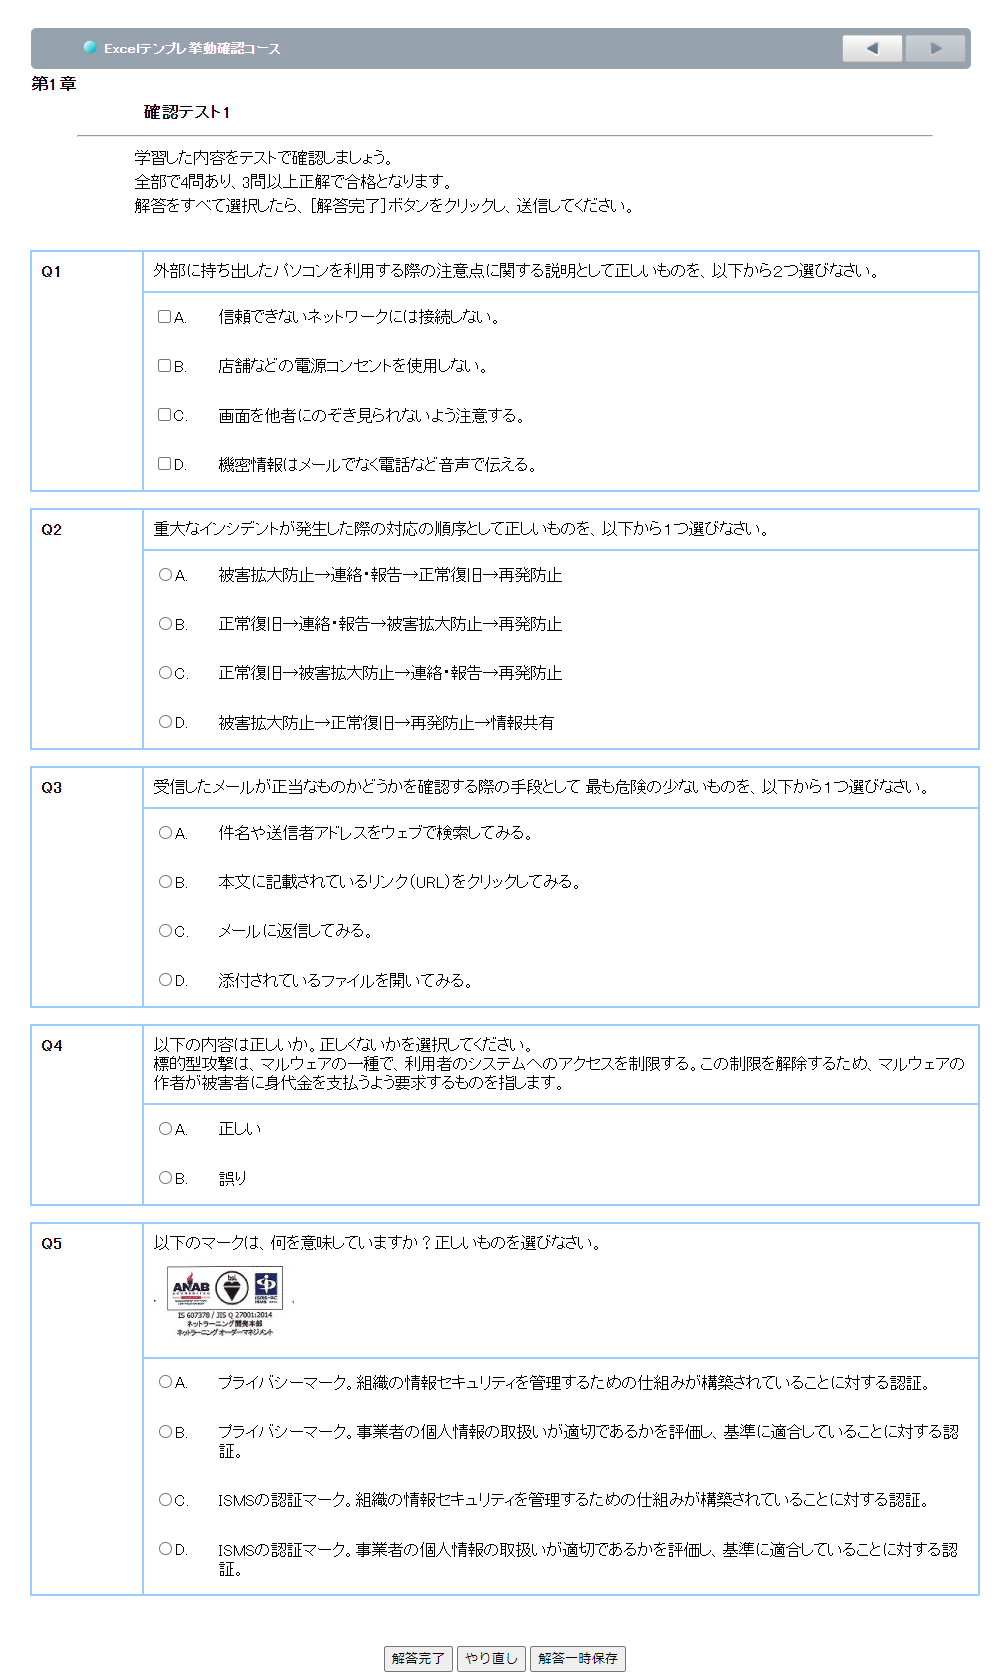 Excelテンプレ挙動確認コース
第1章
確認テスト1
学習した内容をテストで確認しましょう。
全部で4問あり、3問以上正解で合格となります。
解答をすべて選択したら、［解答完了］ボタンをクリックし、送信してください。
Q1
外部に持ち出したパソコンを利用する際の注意点に関する説明として正しいものを、以下から２つ選びなさい。
A. 信頼できないネットワークには接続しない。
B. 店舗などの電源コンセントを使用しない。
C. 画面を他者にのぞき見られないよう注意する。
D. 機密情報はメールでなく電話など音声で伝える。
Q2
重大なインシデントが発生した際の対応の順序として正しいものを、以下から１つ選びなさい。
A. 被害拡大防止→連絡・報告→正常復旧→再発防止
B. 正常復旧→連絡・報告→被害拡大防止→再発防止
C. 正常復旧→被害拡大防止→連絡・報告→再発防止
D. 被害拡大防止→正常復旧→再発防止→情報共有
Q3
受信したメールが正当なものかどうかを確認する際の手段として 最も危険の少ないものを、以下から１つ選びなさい。
A. 件名や送信者アドレスをウェブで検索してみる。
B. 本文に記載されているリンク（URL）をクリックしてみる。
C. メールに返信してみる。
D. 添付されているファイルを開いてみる。
Q4
以下の内容は正しいか。正しくないかを選択してください。
標的型攻撃は、マルウェアの一種で、利用者のシステムへのアクセスを制限する。この制限を解除するため、マルウェアの
作者が被害者に身代金を支払うよう要求するものを指します。
A. 正しい
B. 誤り
Q5
以下のマークは、何を意味していますか？正しいものを選びなさい。
ANAB
bsi.
ISMS-AC
IS 607378 / JIS Q 27001:2014
ネットラーニング開発本部
ネットラーニング オーダーマネジメント
A. プライバシーマーク。組織の情報セキュリティを管理するための仕組みが構築されていることに対する認証。
B. プライバシーマーク。事業者の個人情報の取扱いが適切であるかを評価し、基準に適合していることに対する認
証。
C. ISMSの認証マーク。組織の情報セキュリティを管理するための仕組みが構築されていることに対する認証。
D. ISMSの認証マーク。事業者の個人情報の取扱いが適切であるかを評価し、基準に適合していることに対する認
証。
解答完了 やり直し 解答一時保存